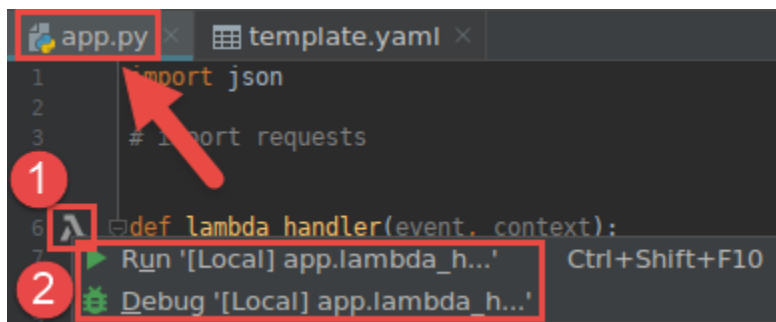 app.py template.yaml
1 import json
2
3 # import requests
1
6 def lambda_handler(event, context):
7 Run '[Local] app.lambda_h...' Ctrl+Shift+F10
2 Debug '[Local] app.lambda_h...'